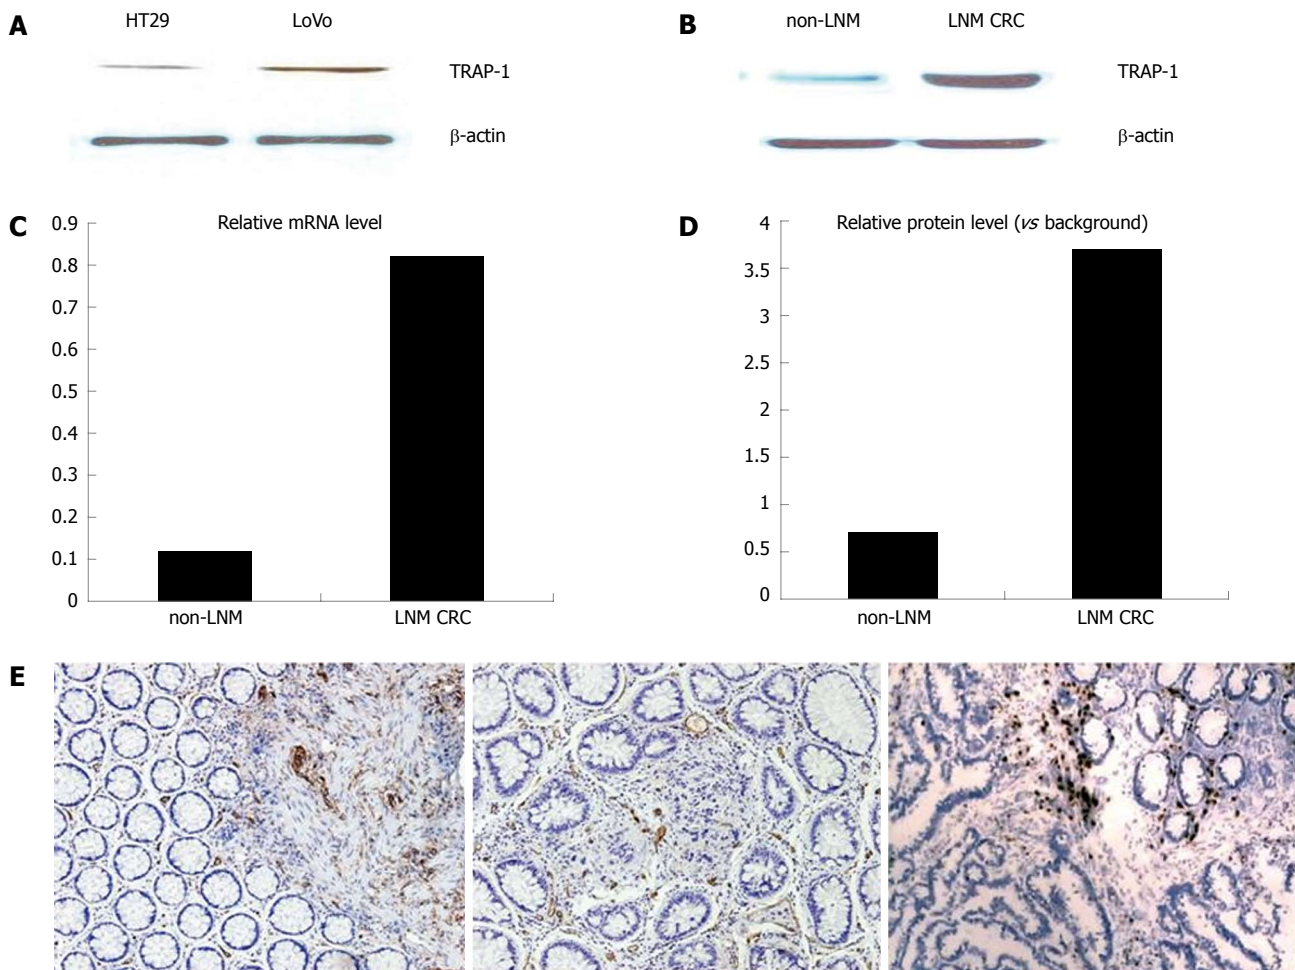 A
HT29 LoVo
TRAP-1
β-actin
B
non-LNM LNM CRC
TRAP-1
β-actin
C
Relative mRNA level
0.9
0.8
0.7
0.6
0.5
0.4
0.3
0.2
0.1
0
non-LNM LNM CRC
D
Relative protein level (vs background)
4
3.5
3
2.5
2
1.5
1
0.5
0
non-LNM LNM CRC
E